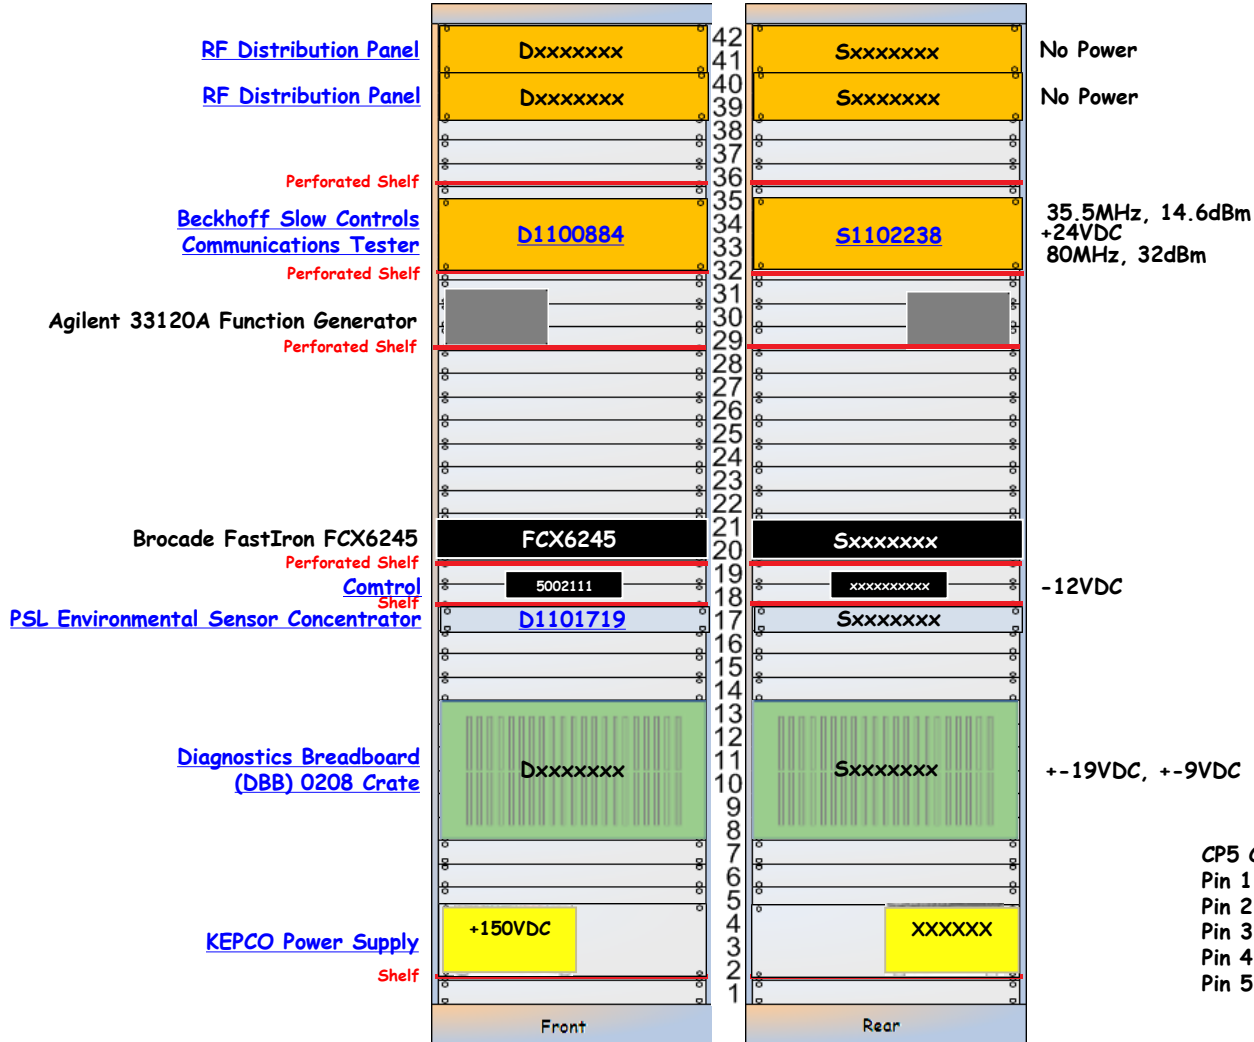 RF Distribution Panel Dxxxxxxx 42 Sxxxxxxx No Power
41
RF Distribution Panel Dxxxxxxx 40 Sxxxxxxx No Power
39
38
37
Perforated Shelf 36
35
Beckhoff Slow Controls 34 35.5MHz, 14.6dBm
Communications Tester D1100884 33 S1102238 +24VDC
80MHz, 32dBm
Perforated Shelf 32
31
Agilent 33120A Function Generator 30
Perforated Shelf 29
28
27
26
25
24
23
22
21
Brocade FastIron FCX6245 FCX6245 20 Sxxxxxxx
Perforated Shelf
19
Comtrol 5002111 18 xxxxxxxxxx -12VDC
Shelf
PSL Environmental Sensor Concentrator D1101719 17 Sxxxxxxx
16
15
14
13
12
Diagnostics Breadboard 11
(DBB) 0208 Crate Dxxxxxxx 10 Sxxxxxxx +-19VDC, +-9VDC
9
8
7 CP5
6 Pin 1
5 Pin 2
+150VDC 4 XXXXXX Pin 3
KEPCO Power Supply 3 Pin 4
Shelf 2 Pin 5
1
Front Rear